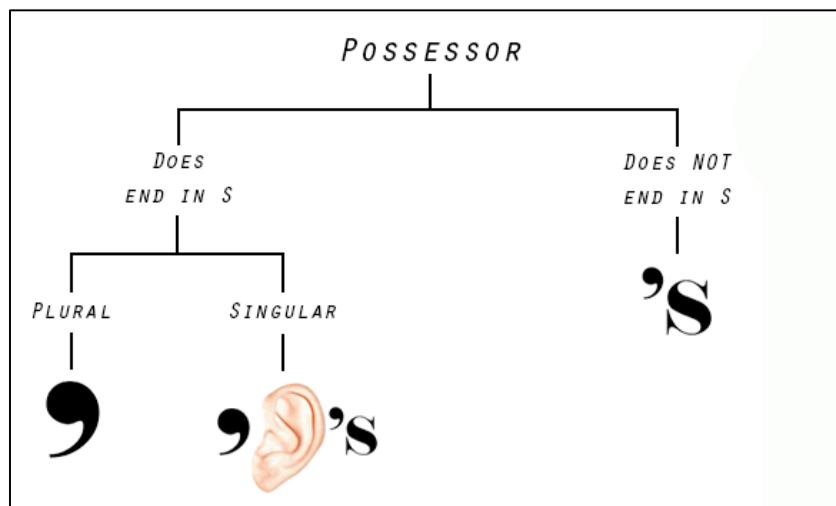 Possessor
Does
end in S
Does NOT
end in S
’s
Plural
Singular
’
’ ’s